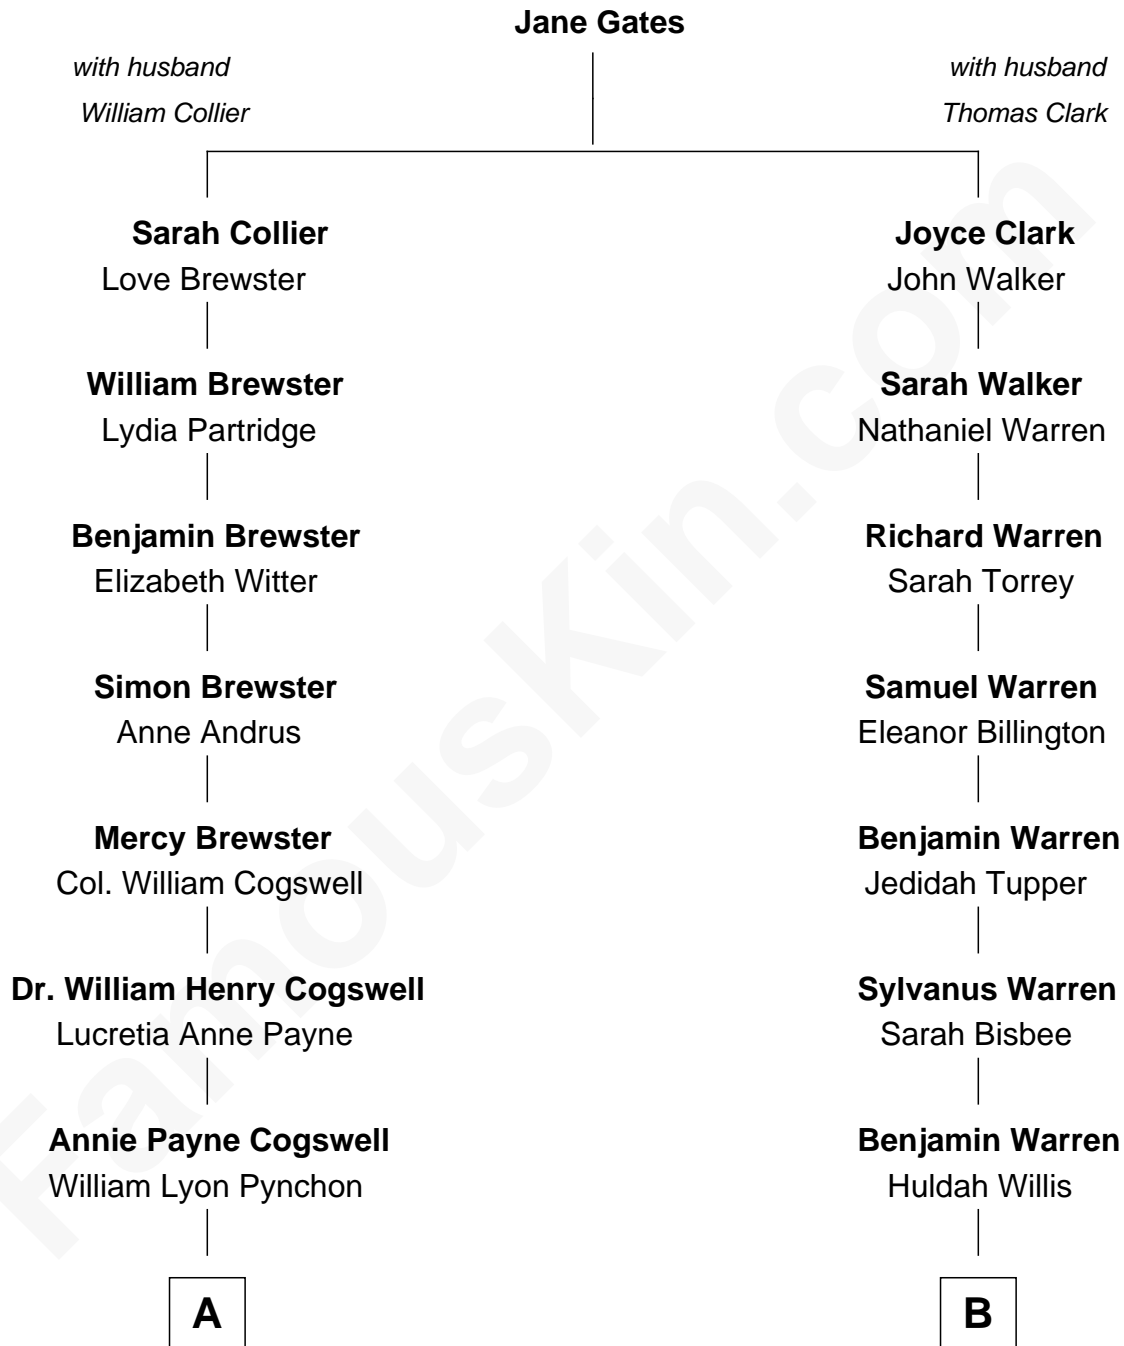 Jane Gates
with husband
William Collier
with husband
Thomas Clark
Sarah Collier
Love Brewster
Joyce Clark
John Walker
William Brewster
Lydia Partridge
Sarah Walker
Nathaniel Warren
Benjamin Brewster
Elizabeth Witter
Richard Warren
Sarah Torrey
Simon Brewster
Anne Andrus
Samuel Warren
Eleanor Billington
Mercy Brewster
Col. William Cogswell
Benjamin Warren
Jedidah Tupper
Dr. William Henry Cogswell
Lucretia Anne Payne
Sylvanus Warren
Sarah Bisbee
Annie Payne Cogswell
William Lyon Pynchon
Benjamin Warren
Huldah Willis
A
B
FamousKin.com